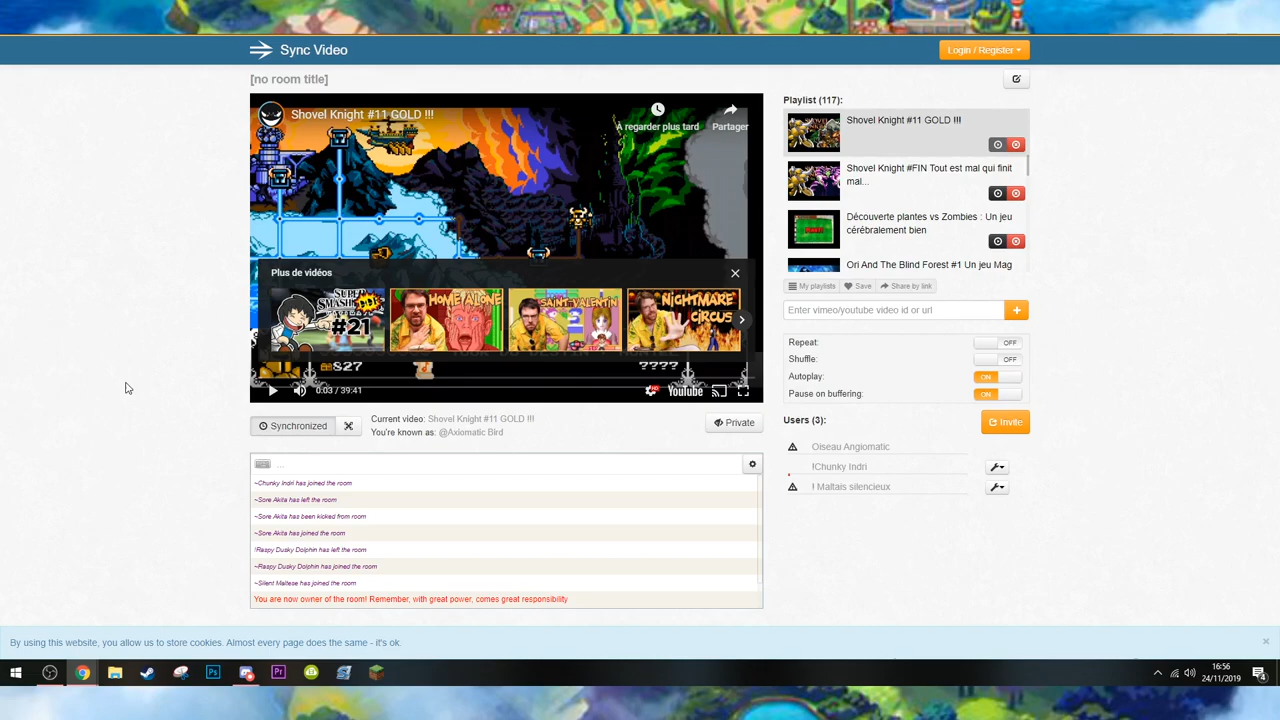 Sync Video
Login / Register
[no room title]
Shovel Knight #11 GOLD !!!
À regarder plus tard
Partager
Plus de vidéos
SUPER SMASH BROS
#21
HOME ALONE
SAINT-VALENTIN
NIGHTMARE CIRCUS
827
????
0:03 / 39:41
HD
YouTube
Synchronized
Current video: Shovel Knight #11 GOLD !!!
You're known as: @Axiomatic Bird
Private
...
~Chunky Indri has joined the room
~Sore Akita has left the room
~Sore Akita has been kicked from room
~Sore Akita has joined the room
!Raspy Dusky Dolphin has left the room
~Raspy Dusky Dolphin has joined the room
~Silent Maltese has joined the room
You are now owner of the room! Remember, with great power, comes great responsibility
Playlist (117):
Shovel Knight #11 GOLD !!!
Shovel Knight #FIN Tout est mal qui finit
mal...
Découverte plantes vs Zombies : Un jeu
cérébralement bien
Ori And The Blind Forest #1 Un jeu Mag
My playlists
Save
Share by link
Enter vimeo/youtube video id or url
+
Repeat:
OFF
Shuffle:
OFF
Autoplay:
ON
Pause on buffering:
ON
Users (3):
Invite
Oiseau Angiomatic
!Chunky Indri
! Maltais silencieux
By using this website, you allow us to store cookies. Almost every page does the same - it's ok.
×
Ps
Pr
16:56
24/11/2019
4